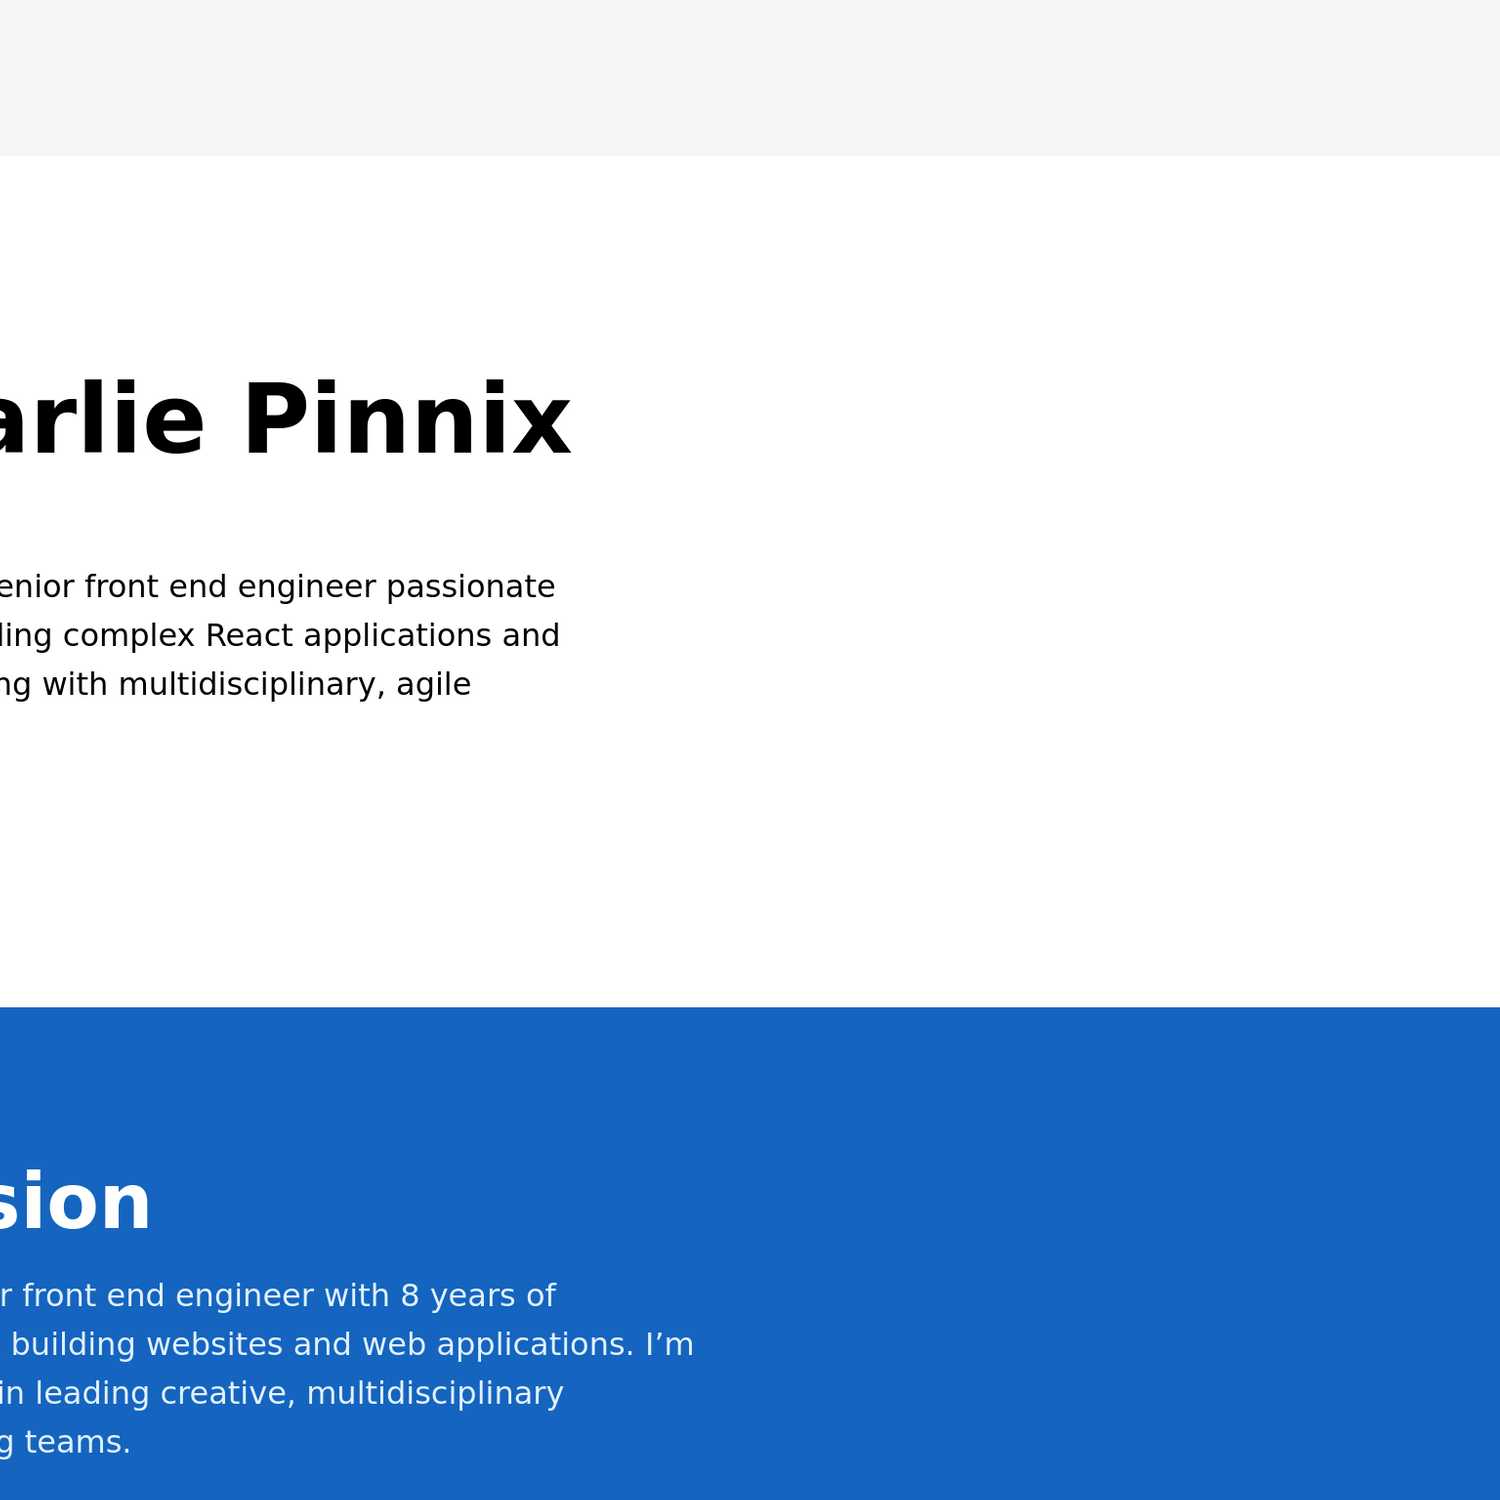 arlie Pinnix
enior front end engineer passionate
ling complex React applications and
ng with multidisciplinary, agile
sion
r front end engineer with 8 years of
building websites and web applications. I’m
in leading creative, multidisciplinary
g teams.